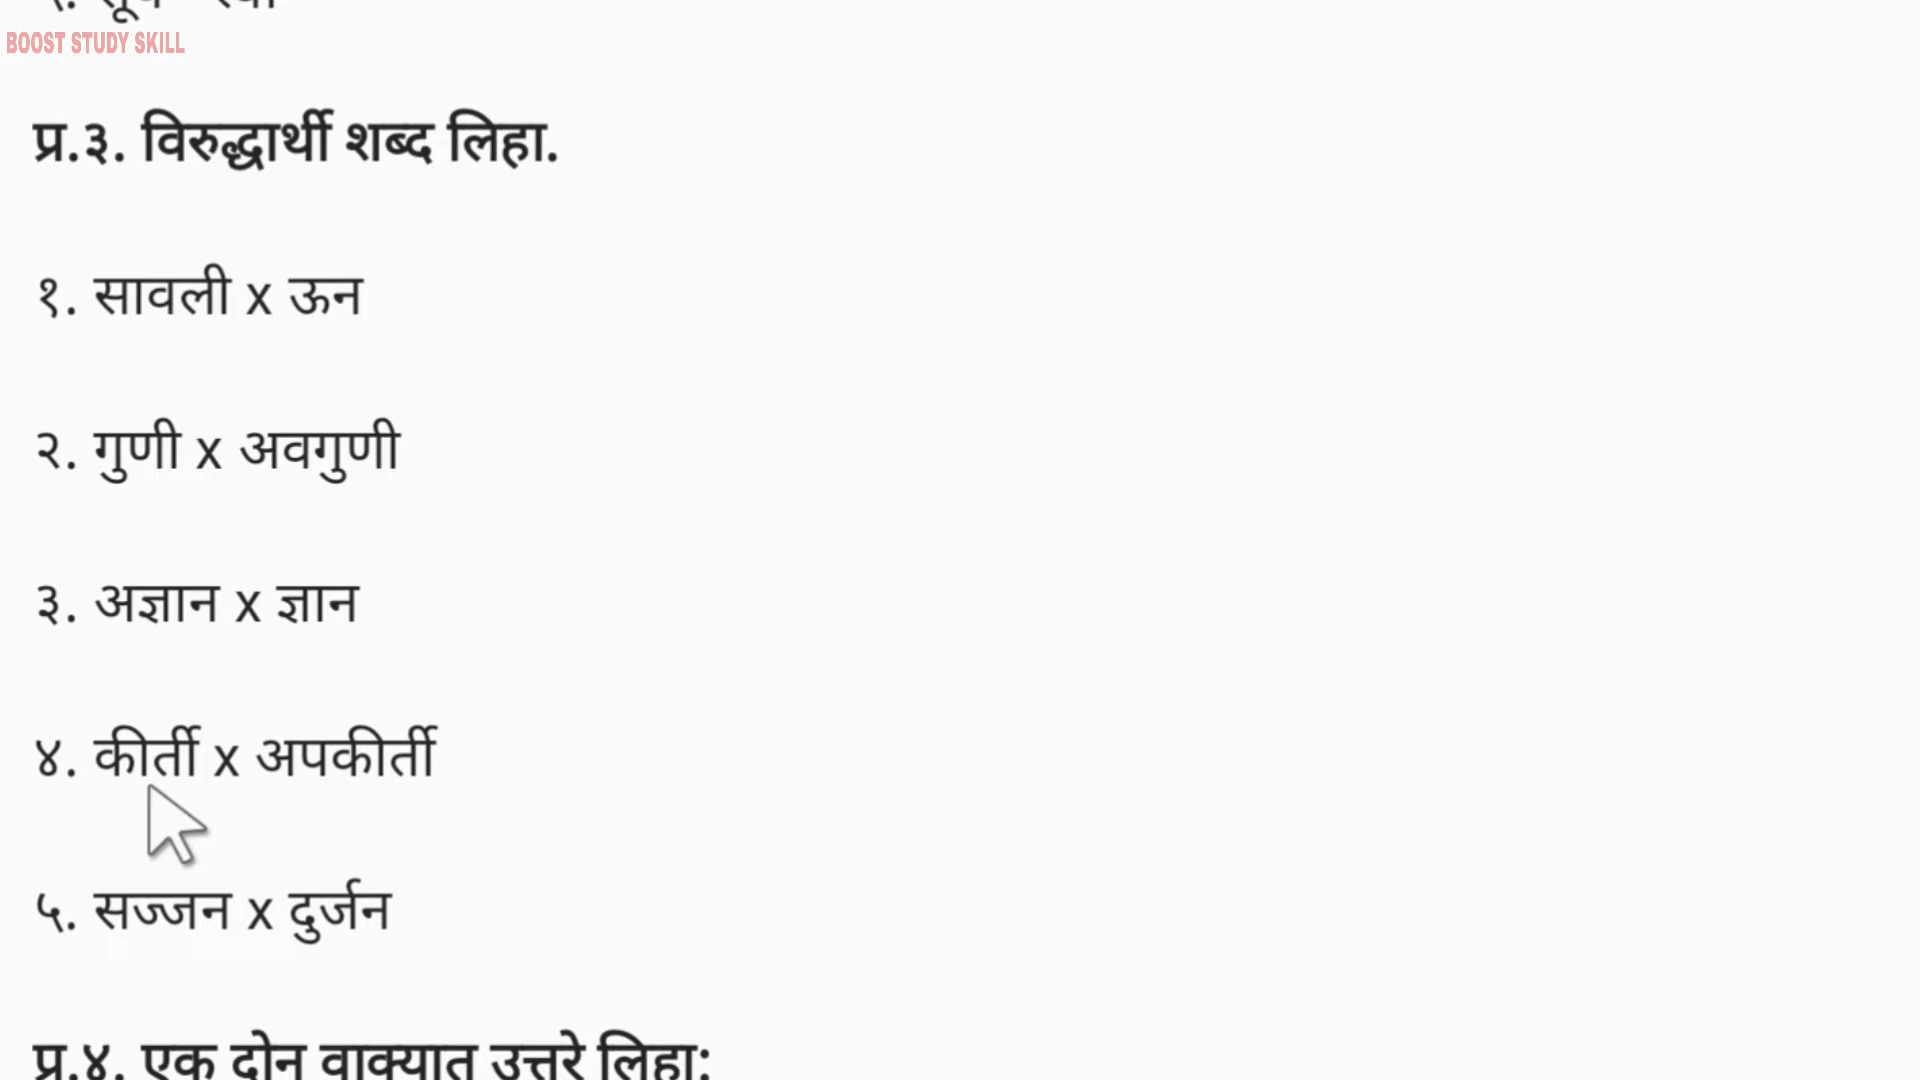 BOOST STUDY SKILL
प्र.३. विरुद्धार्थी शब्द लिहा.
१. सावली x ऊन
२. गुणी x अवगुणी
३. अज्ञान x ज्ञान
४. कीर्ती x अपकीर्ती
५. सज्जन x दुर्जन
प्र.४. एक दोन वाक्यात उत्तरे लिहा: